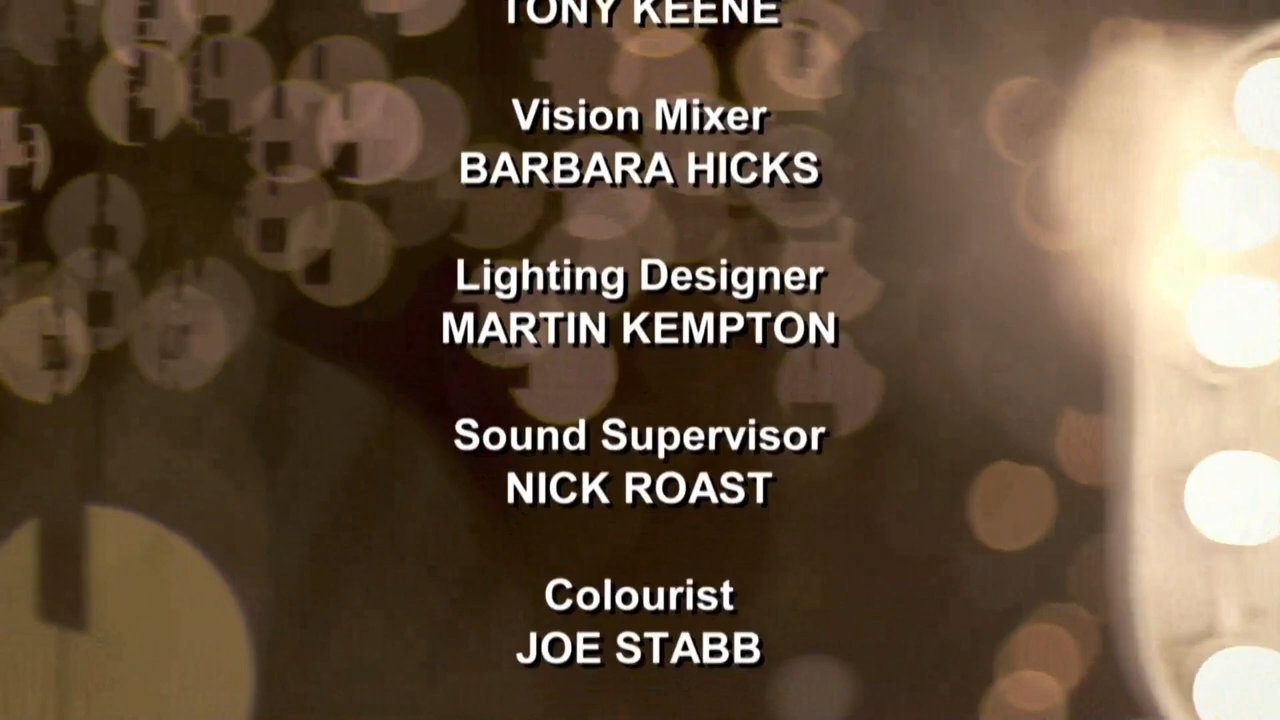 TONY KEENE
Vision Mixer
BARBARA HICKS
Lighting Designer
MARTIN KEMPTON
Sound Supervisor
NICK ROAST
Colourist
JOE STABB